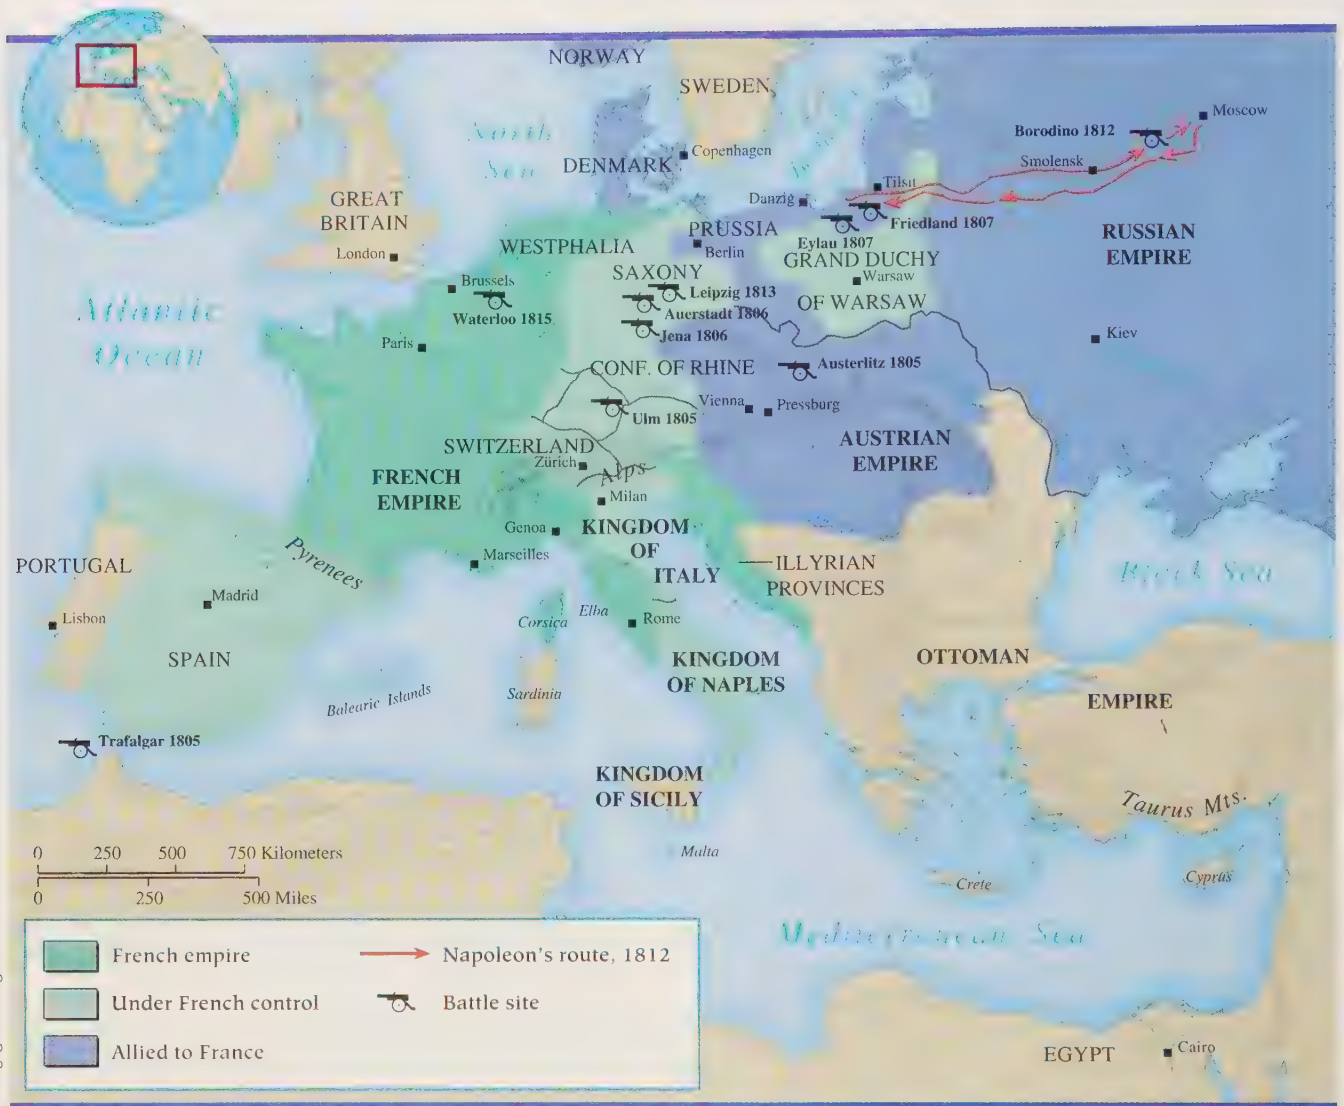 NORWAY
SWEDEN
North
Sea
DENMARK
Copenhagen
Moscow
Borodino 1812
Smolensk
Tilsit
Danzig
Friedland 1807
Eylau 1807
GREAT
BRITAIN
London
WESTPHALIA
PRUSSIA
Berlin
GRAND DUCHY
Warsaw
OF WARSAW
RUSSIAN
EMPIRE
Brussels
Waterloo 1815
SAXONY
Leipzig 1813
Auerstadt 1806
Jena 1806
Atlantic
Ocean
Paris
Kiev
CONF. OF RHINE
Austerlitz 1805
Ulm 1805
Vienna
Pressburg
SWITZERLAND
Zürich
Alps
AUSTRIAN
EMPIRE
FRENCH
EMPIRE
Milan
Genoa
KINGDOM
OF
ITALY
Marseilles
PORTUGAL
Pyrenees
ILLYRIAN
PROVINCES
Black Sea
Madrid
Lisbon
Corsica
Elba
Rome
SPAIN
KINGDOM
OF NAPLES
OTTOMAN
EMPIRE
Balearic Islands
Sardinia
Trafalgar 1805
KINGDOM
OF SICILY
Taurus Mts.
Malta
Crete
Cyprus
0 250 500 750 Kilometers
0 250 500 Miles
Mediterranean Sea
French empire
Napoleon's route, 1812
Under French control
Battle site
Allied to France
EGYPT
Cairo